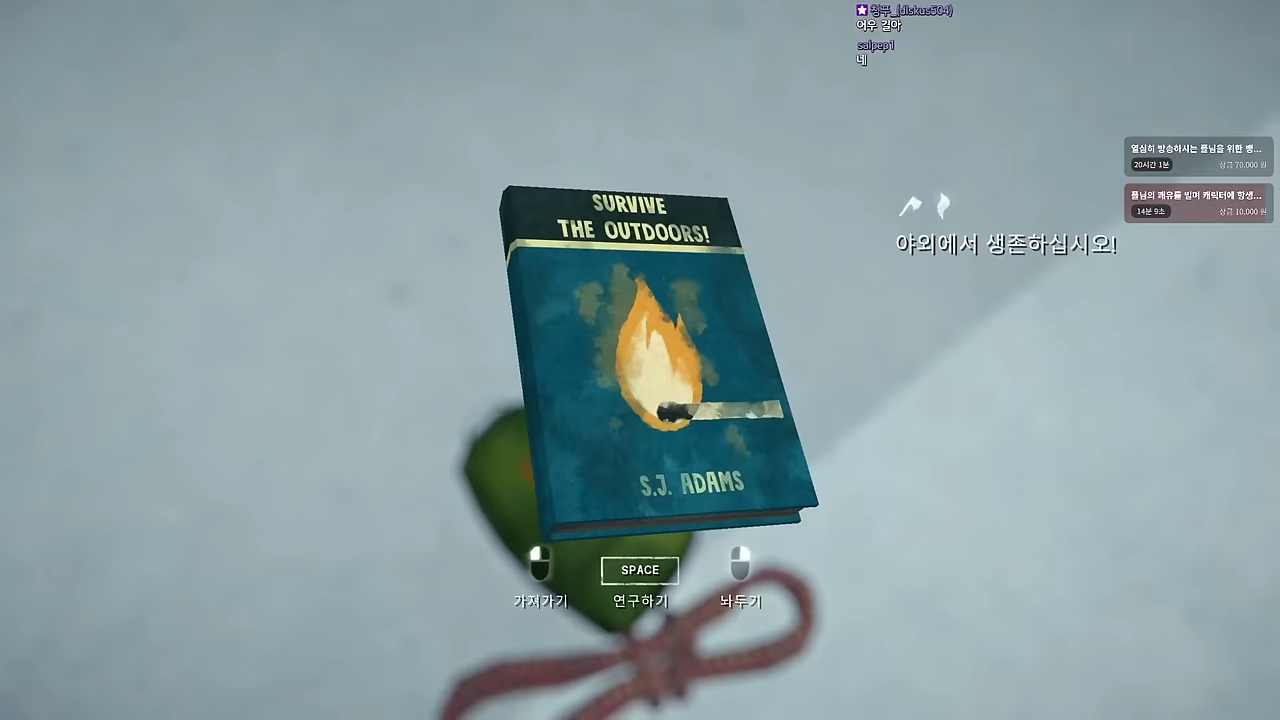 청푸_(diskus504)
어우 걸아
salpep1
네
열심히 방송하시는 플님을 위한 뱅...
20시간 1분
상금 70,000 원
플님의 쾌유를 빌며 캐릭터에 항생...
14분 9초
상금 10,000 원
야외에서 생존하십시오!
SURVIVE
THE OUTDOORS!
S.J. ADAMS
SPACE
가져가기
연구하기
놔두기